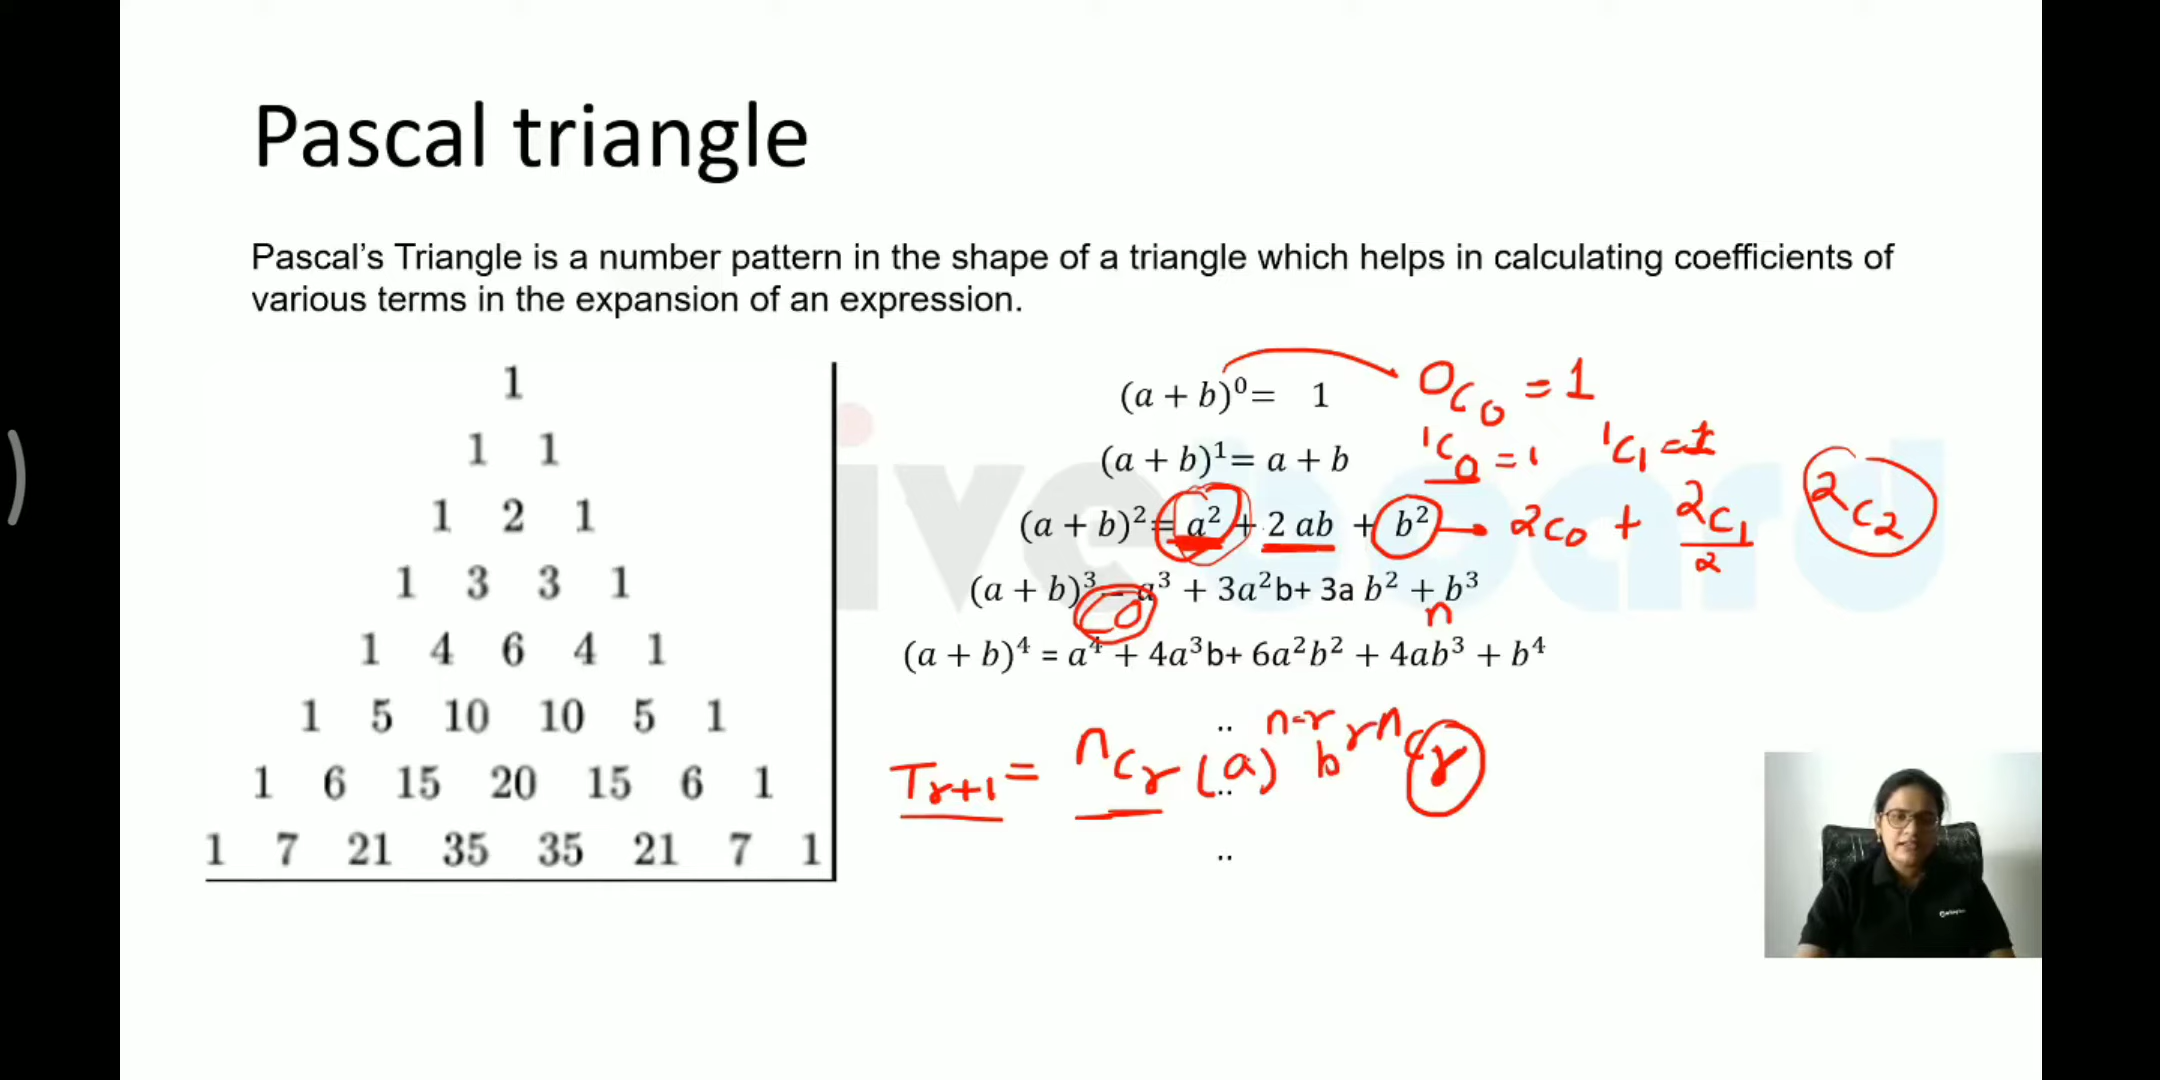 Pascal triangle
Pascal’s Triangle is a number pattern in the shape of a triangle which helps in calculating coefficients of
various terms in the expansion of an expression.
1
1 1
1 2 1
1 3 3 1
1 4 6 4 1
1 5 10 10 5 1
1 6 15 20 15 6 1
1 7 21 35 35 21 7 1
(a + b)⁰= 1 0C₀ = 1
(a + b)¹= a + b ¹C₀ = 1 ¹C₁ = 1
(a + b)²= a² + 2 ab + b² → 2C₀ + 2C₁ 2C₂
2
(a + b)³ = a³ + 3a²b+ 3a b² + b³
n
(a + b)⁴ = a⁴ + 4a³b+ 6a²b² + 4ab³ + b⁴
..
Tr+1 = nCr (a)ⁿ⁻ʳ bʳ nCr
..
..